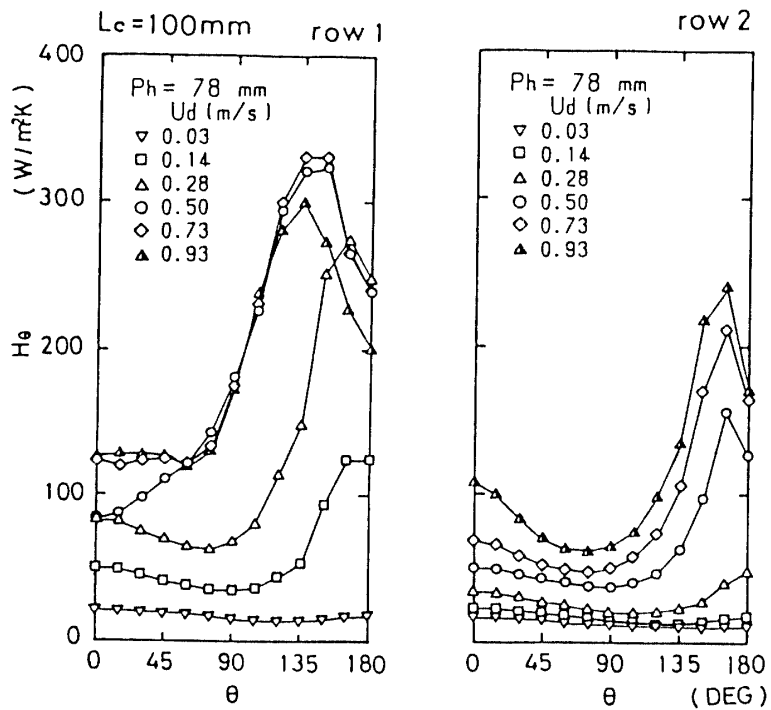 Lc=100mm row 1
400
(W/m²K)
300
200
Hθ
100
0
Ph= 78 mm
Ud (m/s)
▽ 0.03
□ 0.14
△ 0.28
○ 0.50
◇ 0.73
◭ 0.93
0 45 90 135 180
θ
row 2
Ph= 78 mm
Ud (m/s)
▽ 0.03
□ 0.14
△ 0.28
○ 0.50
◇ 0.73
◭ 0.93
0 45 90 135 180
θ (DEG)